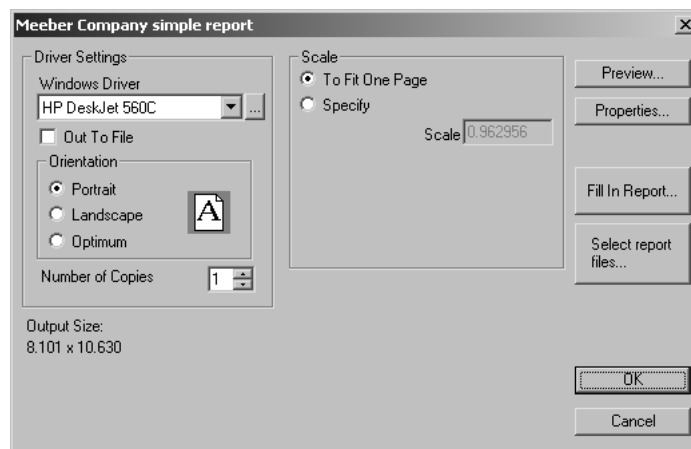 Meeber Company simple report
Driver Settings
Windows Driver
HP DeskJet 560C
...
Out To File
Orientation
Portrait
Landscape
Optimum
A
Number of Copies
1
Output Size:
8.101 x 10.630
Scale
To Fit One Page
Specify
Scale 0.962956
Preview...
Properties...
Fill In Report...
Select report
files...
OK
Cancel